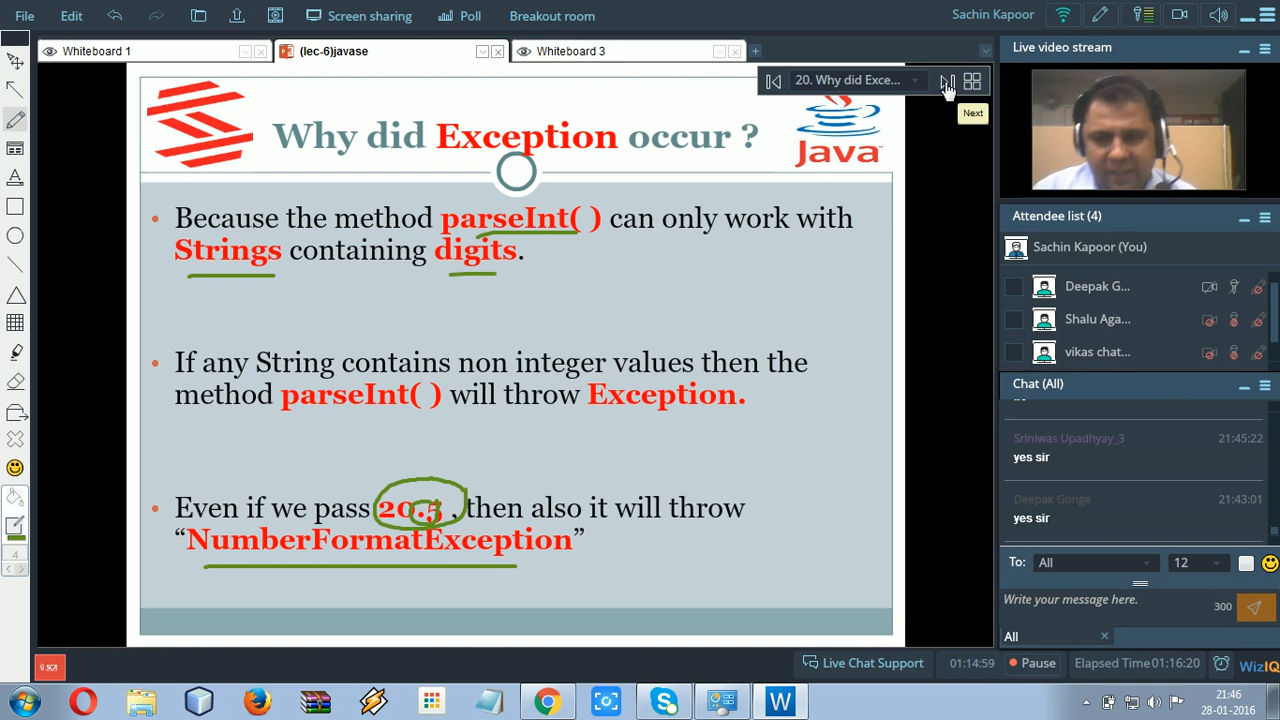 File Edit Screen sharing Poll Breakout room Sachin Kapoor
Whiteboard 1 (lec-6)javase Whiteboard 3 Live video stream
20. Why did Exce...
Next
Why did Exception occur ?
Java
Because the method parseInt( ) can only work with
Strings containing digits.
If any String contains non integer values then the
method parseInt( ) will throw Exception.
Even if we pass 20.5 , then also it will throw
“NumberFormatException”
Attendee list (4)
Sachin Kapoor (You)
Deepak G...
Shalu Aga...
vikas chat...
Chat (All)
Sriniwas Upadhyay_3 21:45:22
yes sir
Deepak Gonge 21:43:01
yes sir
To: All 12
Write your message here. 300
All
4
SCA
Live Chat Support 01:14:59 Pause Elapsed Time 01:16:20 WizIQ
W
21:46
28-01-2016